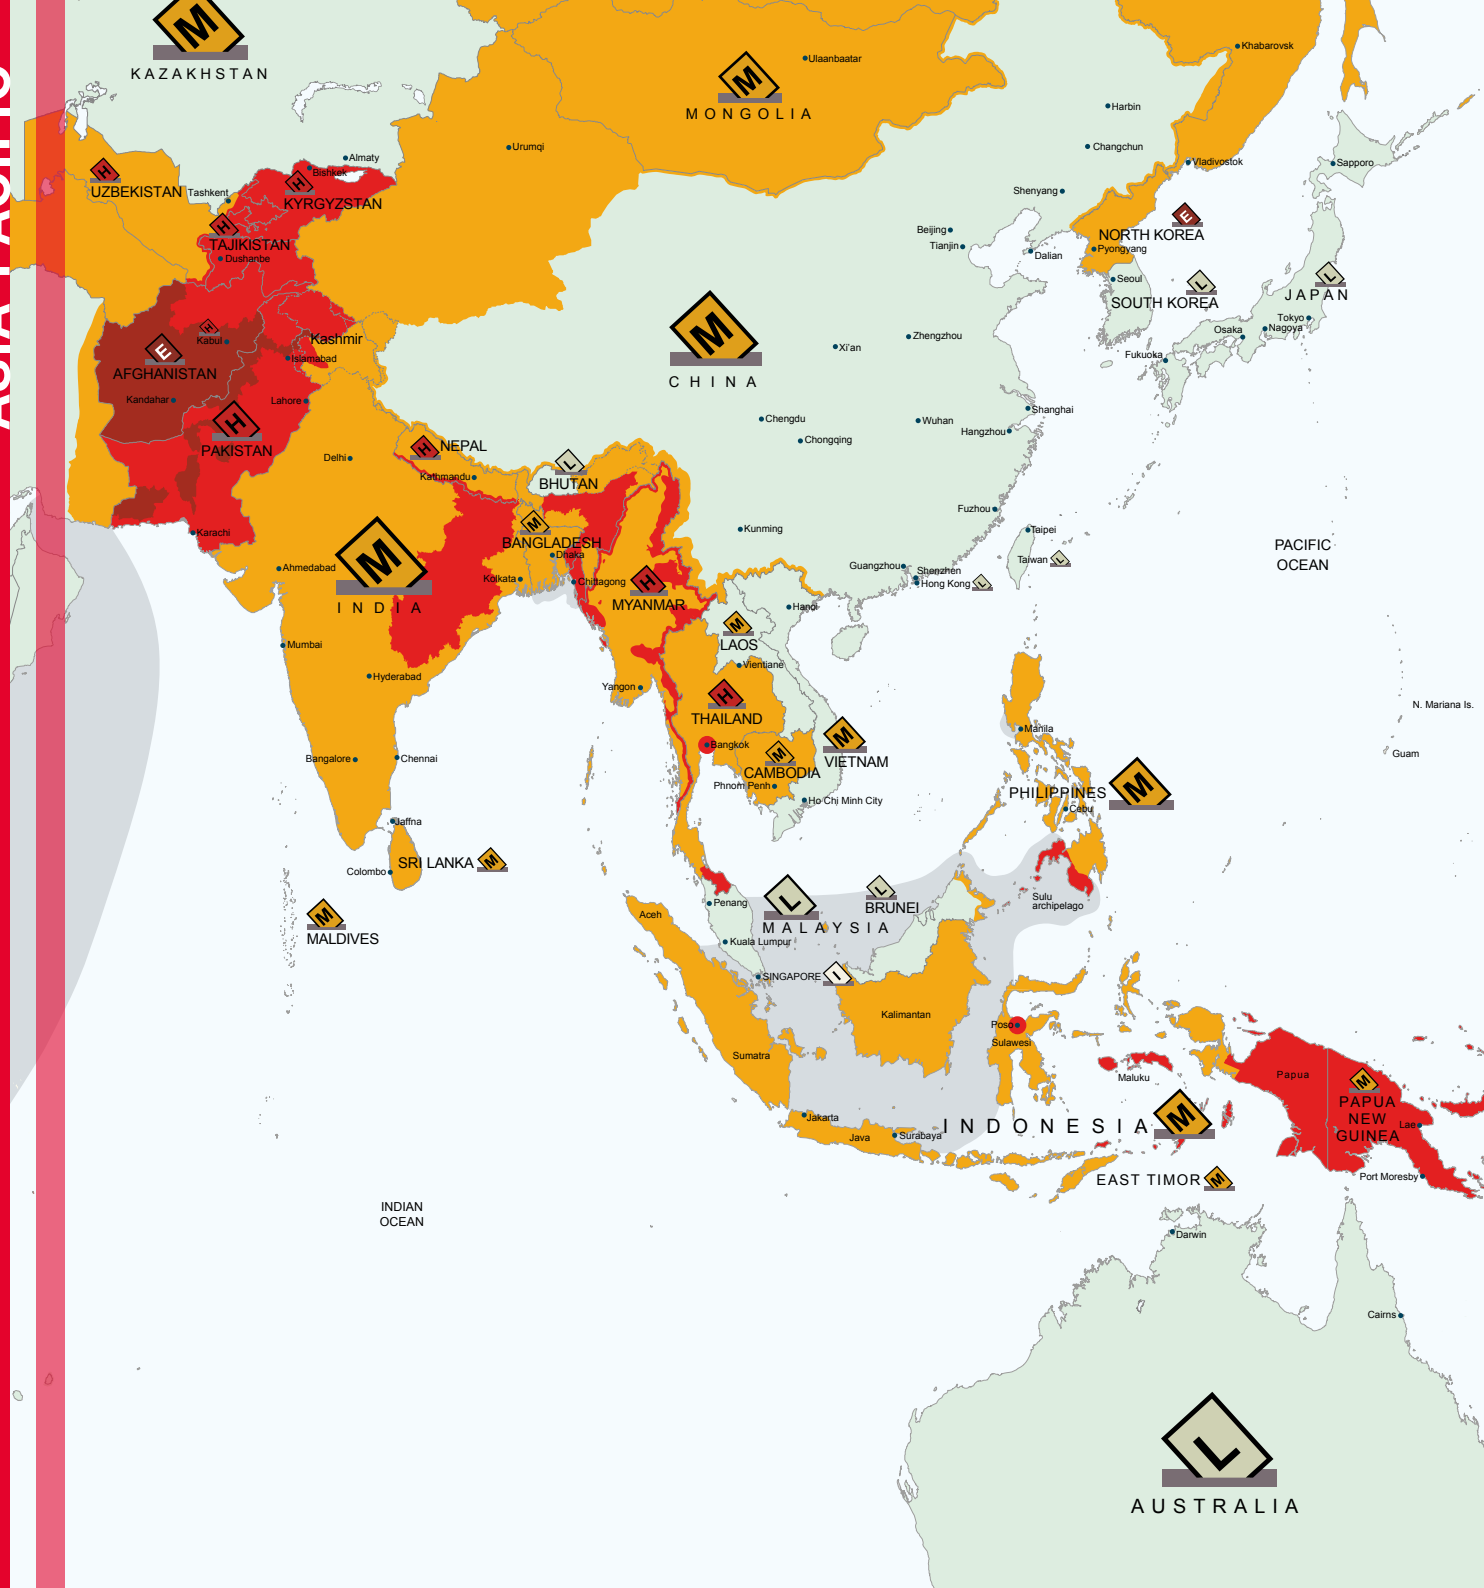 M
KAZAKHSTAN
Khabarovsk
Ulaanbaatar
M
MONGOLIA
Harbin
Urumqi
Changchun
Almaty
Bishkek
Vladivostok
Sapporo
H
UZBEKISTAN
Tashkent
H
KYRGYZSTAN
Shenyang
H
TAJIKISTAN
Dushanbe
Beijing
Tianjin
Dalian
E
NORTH KOREA
Pyongyang
Seoul
L
SOUTH KOREA
L
JAPAN
Tokyo
Nagoya
Osaka
Fukuoka
H
Kabul
Kashmir
Islamabad
E
AFGHANISTAN
Kandahar
Lahore
M
CHINA
Xi'an
Zhengzhou
H
PAKISTAN
Chengdu
Chongqing
Wuhan
Shanghai
Hangzhou
Delhi
H
NEPAL
Kathmandu
L
BHUTAN
Fuzhou
Karachi
M
BANGLADESH
Dhaka
Kunming
Taipei
Taiwan
L
PACIFIC
OCEAN
Ahmedabad
M
INDIA
Kolkata
Chittagong
H
MYANMAR
Guangzhou
Shenzhen
Hong Kong
L
Hanoi
M
LAOS
Vientiane
Mumbai
Hyderabad
Yangon
H
THAILAND
Bangkok
M
CAMBODIA
Phnom Penh
M
VIETNAM
Ho Chi Minh City
Manila
N. Mariana Is.
Guam
Bangalore
Chennai
M
PHILIPPINES
Cebu
Jaffna
Colombo
SRI LANKA
M
M
MALDIVES
Aceh
Penang
L
MALAYSIA
L
BRUNEI
Sulu
archipelago
Kuala Lumpur
SINGAPORE
I
Kalimantan
Poso
Sulawesi
Sumatra
Maluku
Papua
M
PAPUA
NEW
GUINEA
Lae
Port Moresby
Jakarta
Java
Surabaya
INDONESIA
M
EAST TIMOR
M
INDIAN
OCEAN
Darwin
Cairns
L
AUSTRALIA